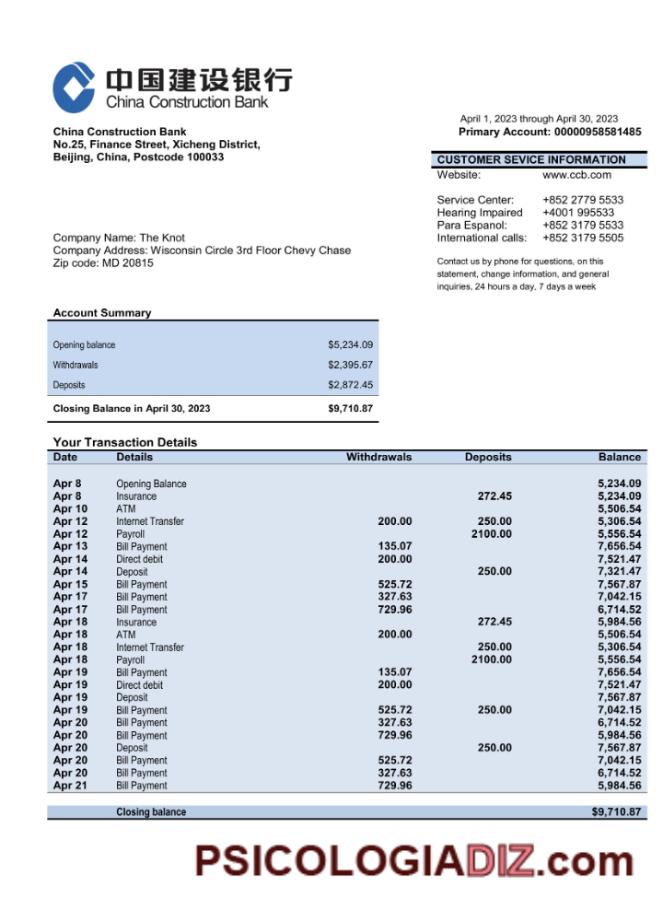 中国建设银行
China Construction Bank
April 1, 2023 through April 30, 2023
China Construction Bank
Primary Account: 00000958581485
No.25, Finance Street, Xicheng District,
Beijing, China, Postcode 100033
CUSTOMER SEVICE INFORMATION
Website: www.ccb.com
Service Center: +852 2779 5533
Hearing Impaired +4001 995533
Para Espanol: +852 3179 5533
International calls: +852 3179 5505
Company Name: The Knot
Company Address: Wisconsin Circle 3rd Floor Chevy Chase
Zip code: MD 20815
Contact us by phone for questions, on this
statement, change information, and general
inquiries, 24 hours a day, 7 days a week
Account Summary
Opening balance $5,234.09
Withdrawals $2,395.67
Deposits $2,872.45
Closing Balance in April 30, 2023 $9,710.87
Your Transaction Details
Date Details Withdrawals Deposits Balance
Apr 8 Opening Balance 5,234.09
Apr 8 Insurance 272.45 5,234.09
Apr 10 ATM 5,506.54
Apr 12 Internet Transfer 200.00 250.00 5,306.54
Apr 12 Payroll 2100.00 5,556.54
Apr 13 Bill Payment 135.07 7,656.54
Apr 14 Direct debit 200.00 7,521.47
Apr 14 Deposit 250.00 7,321.47
Apr 15 Bill Payment 525.72 7,567.87
Apr 17 Bill Payment 327.63 7,042.15
Apr 17 Bill Payment 729.96 6,714.52
Apr 18 Insurance 272.45 5,984.56
Apr 18 ATM 200.00 5,506.54
Apr 18 Internet Transfer 250.00 5,306.54
Apr 18 Payroll 2100.00 5,556.54
Apr 19 Bill Payment 135.07 7,656.54
Apr 19 Direct debit 200.00 7,521.47
Apr 19 Deposit 7,567.87
Apr 19 Bill Payment 525.72 250.00 7,042.15
Apr 20 Bill Payment 327.63 6,714.52
Apr 20 Bill Payment 729.96 5,984.56
Apr 20 Deposit 250.00 7,567.87
Apr 20 Bill Payment 525.72 7,042.15
Apr 20 Bill Payment 327.63 6,714.52
Apr 21 Bill Payment 729.96 5,984.56
Closing balance $9,710.87
PSICOLOGIADIZ.com